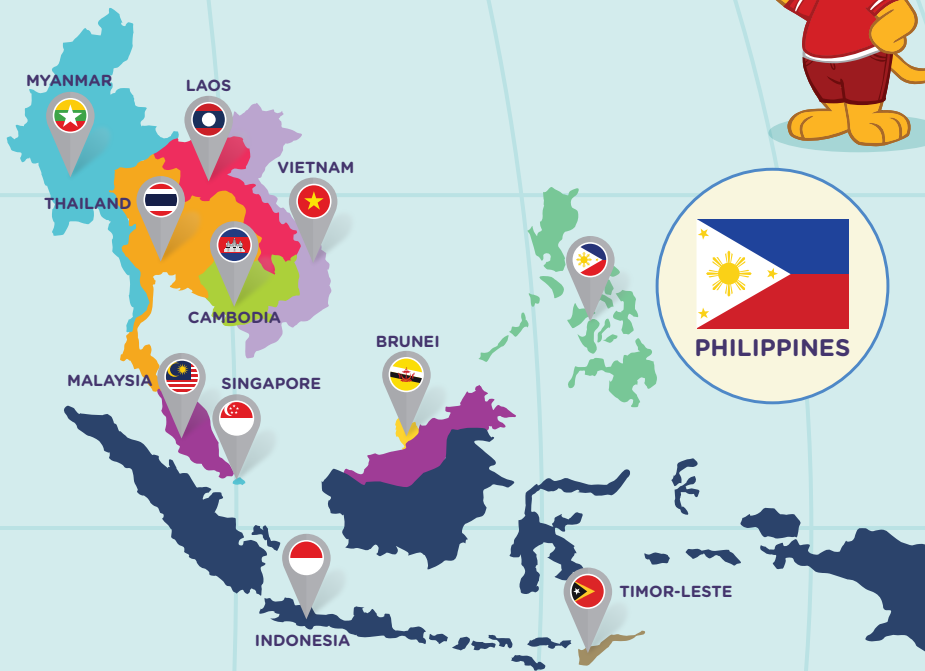 MYANMAR
LAOS
VIETNAM
THAILAND
CAMBODIA
PHILIPPINES
BRUNEI
MALAYSIA
SINGAPORE
TIMOR-LESTE
INDONESIA